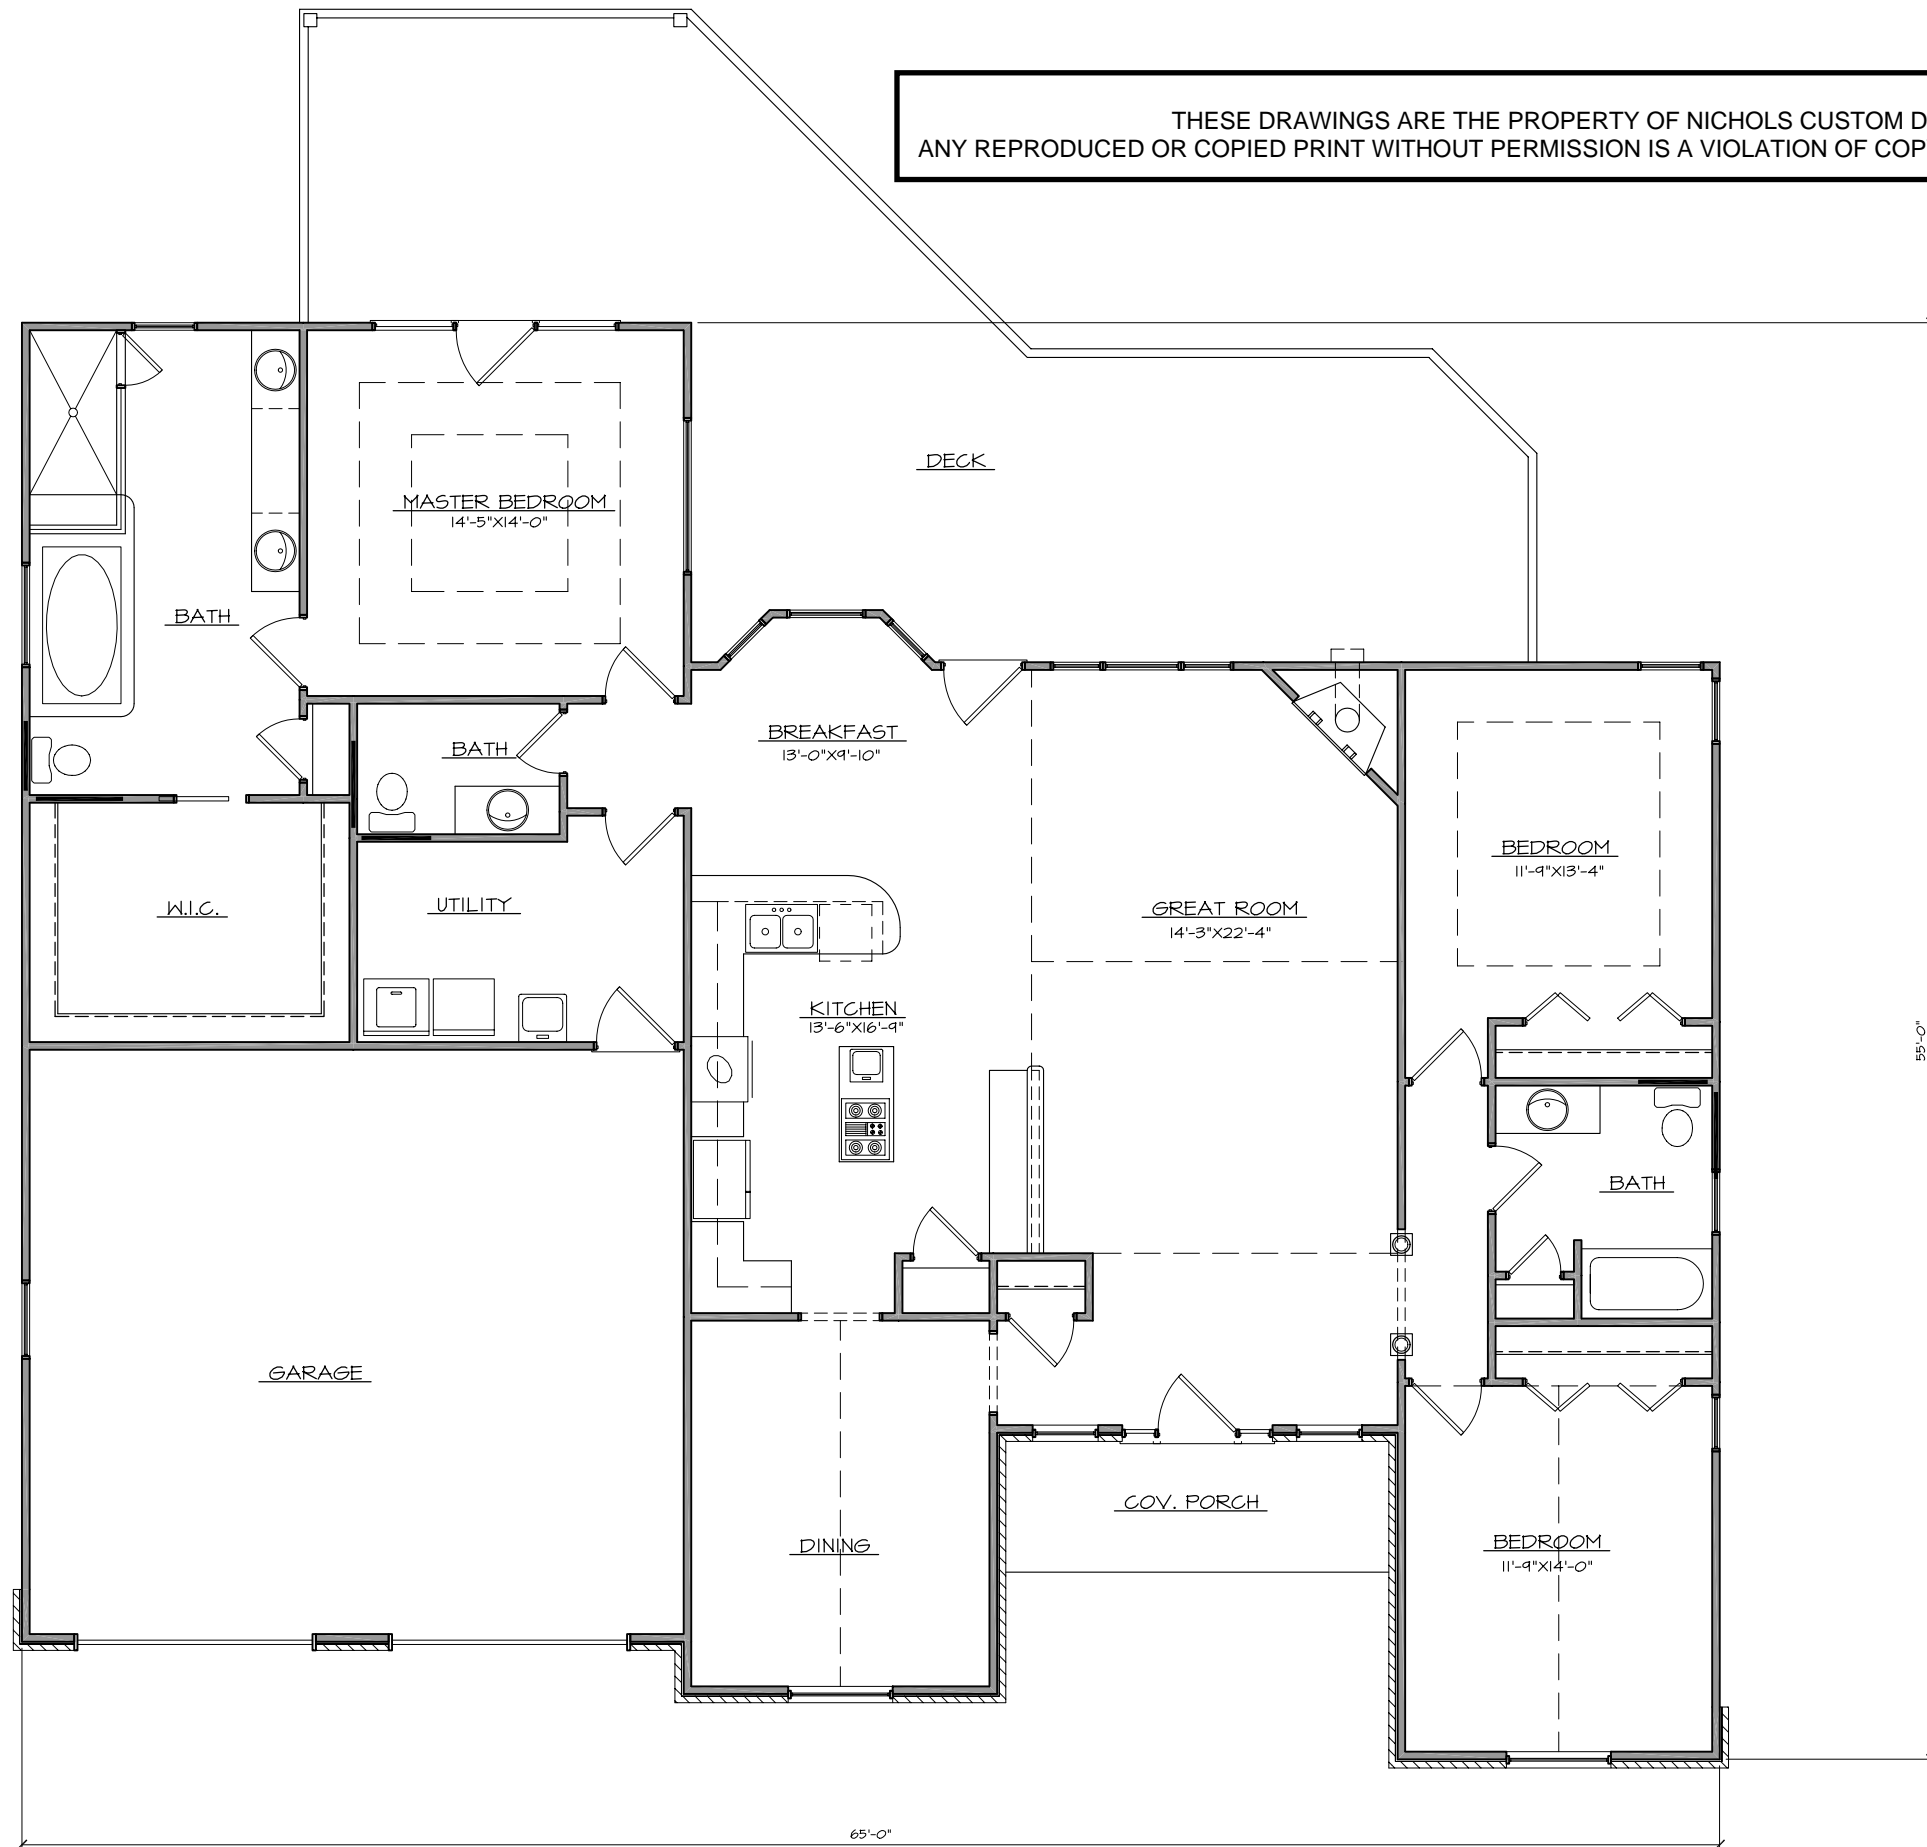 THESE DRAWINGS ARE THE PROPERTY OF NICHOLS CUSTOM D
ANY REPRODUCED OR COPIED PRINT WITHOUT PERMISSION IS A VIOLATION OF COP
DECK
MASTER BEDROOM
14'-5"X14'-0"
BATH
BREAKFAST
13'-0"X9'-10"
BATH
BEDROOM
11'-9"X13'-4"
W.I.C.
UTILITY
GREAT ROOM
14'-3"X22'-4"
KITCHEN
13'-6"X16'-9"
55'-0"
BATH
GARAGE
COV. PORCH
DINING
BEDROOM
11'-9"X14'-0"
65'-0"